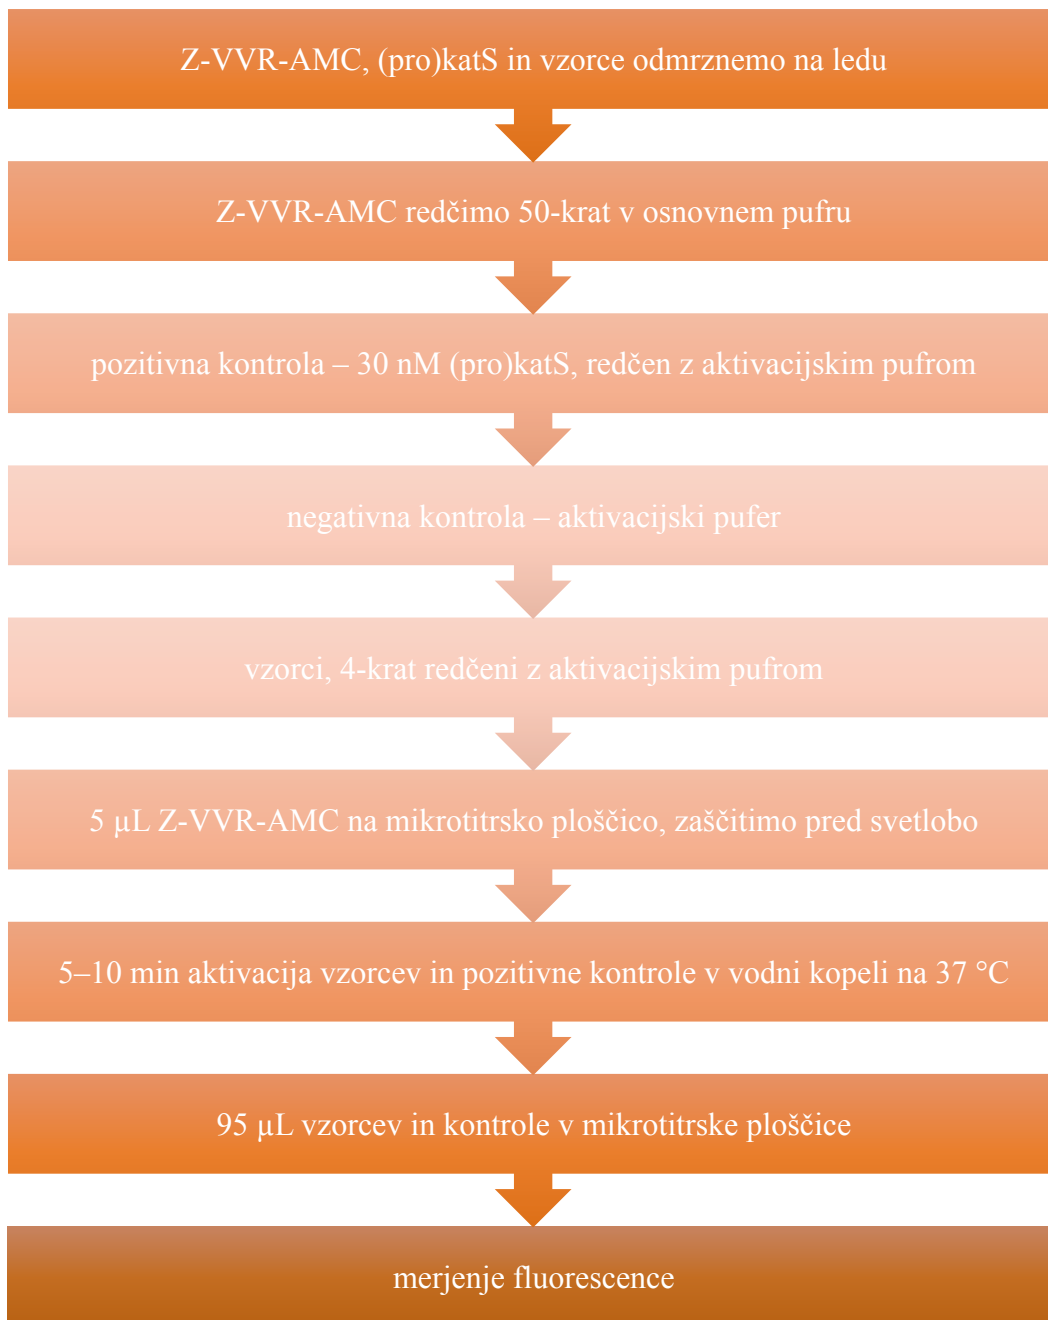 Z-VVR-AMC, (pro)katS in vzorce odmrznemo na ledu
Z-VVR-AMC redčimo 50-krat v osnovnem pufru
pozitivna kontrola – 30 nM (pro)katS, redčen z aktivacijskim pufrom
negativna kontrola – aktivacijski pufer
vzorci, 4-krat redčeni z aktivacijskim pufrom
5 µL Z-VVR-AMC na mikrotitrsko ploščico, zaščitimo pred svetlobo
5–10 min aktivacija vzorcev in pozitivne kontrole v vodni kopeli na 37 °C
95 µL vzorcev in kontrole v mikrotitrske ploščice
merjenje fluorescence